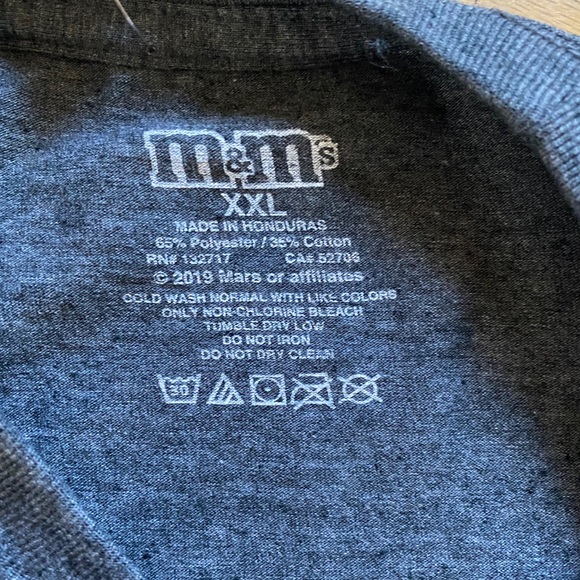 m&m's
XXL
MADE IN HONDURAS
65% Polyester / 35% Cotton
RN# 132717 CA# 52706
© 2019 Mars or affiliates
COLD WASH NORMAL WITH LIKE COLORS
ONLY NON-CHLORINE BLEACH
TUMBLE DRY LOW
DO NOT IRON
DO NOT DRY CLEAN
30